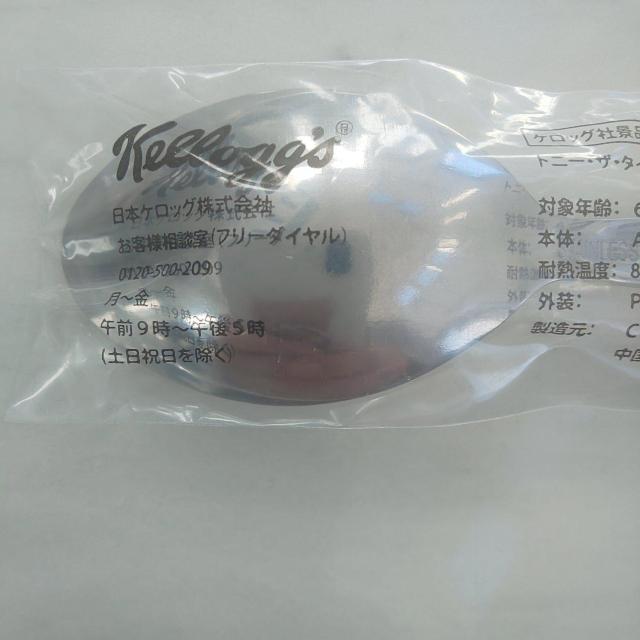 Kellogg's
日本ケロッグ株式会社
お客様相談室(フリーダイヤル)
0120-500-2099
月〜金
午前9時〜午後5時
(土日祝日を除く)
ケロッグ社景
トニー・ザ・タ
対象年齢: 6
本体: A
耐熱温度: 8
外装: P
製造元: C
中国